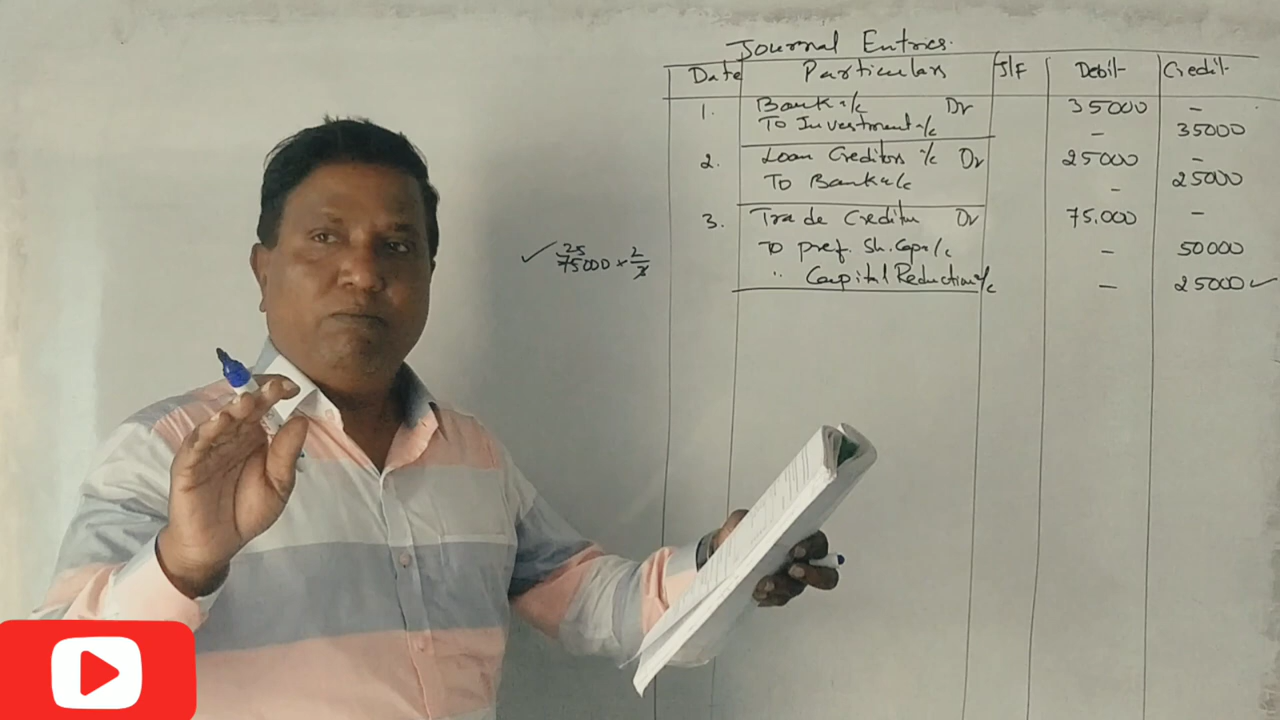 Journal Entries.
Date Particulars J/F Debit Credit
1. Bank a/c Dr 35000 -
To Investment a/c - 35000
2. Loan Creditors a/c Dr 25000 -
To Bank a/c - 25000
3. Trade Creditor Dr 75.000 -
To Pref. Sh. Cap a/c - 50000
" Capital Reduction a/c - 25000 ✓
✓ 25
75000 × 2/3